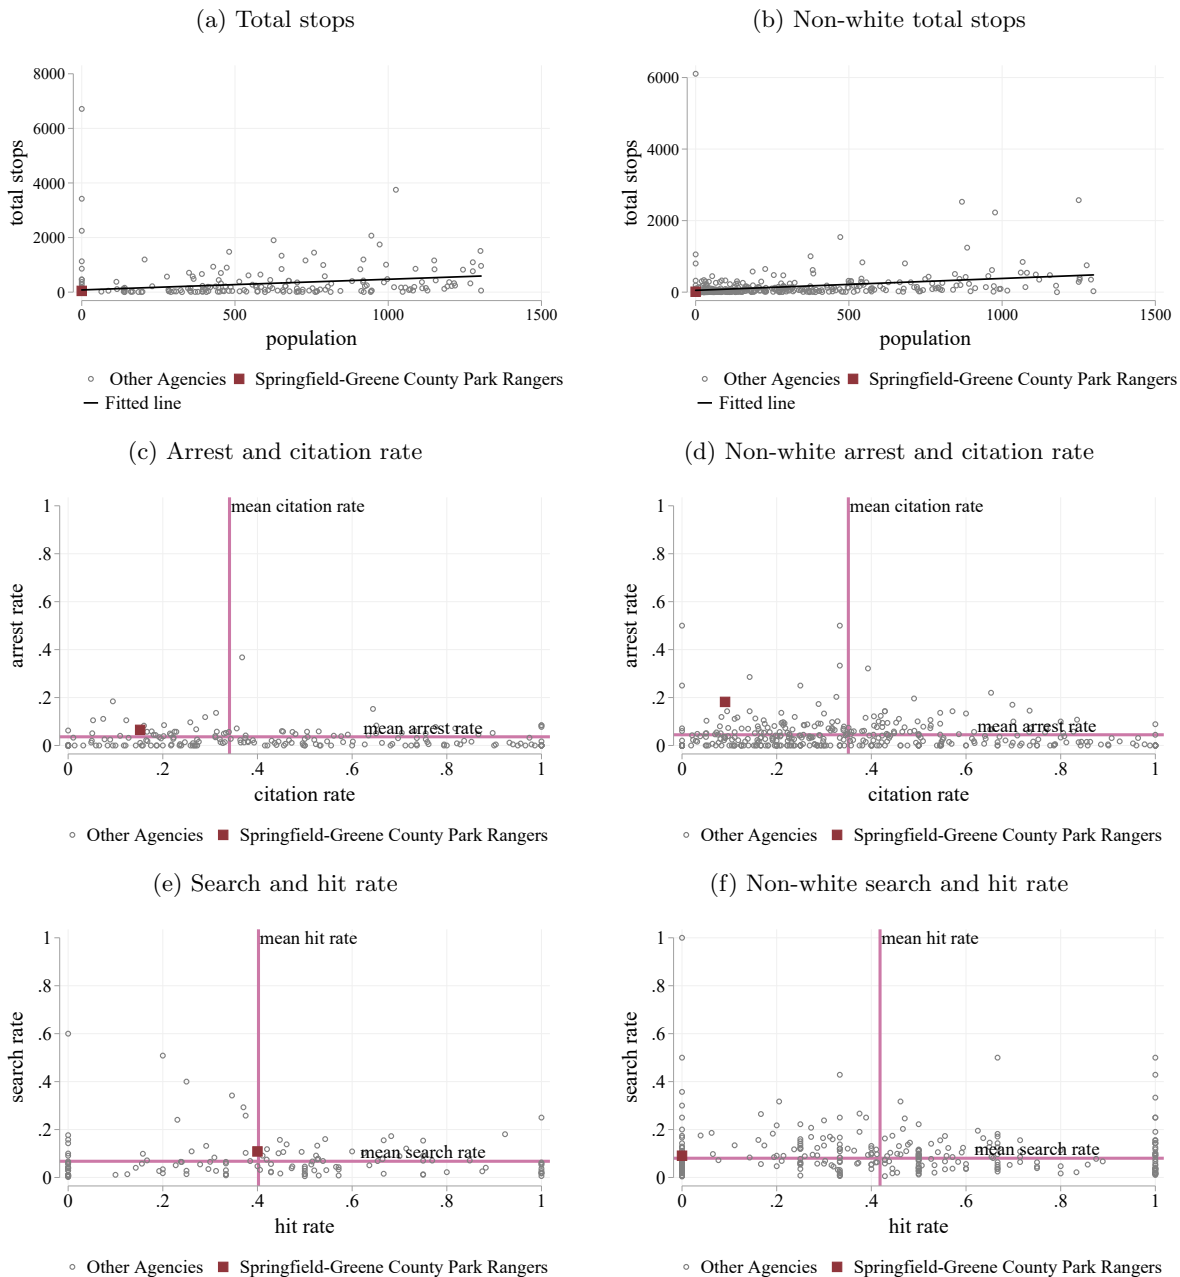 (a) Total stops
(b) Non-white total stops
total stops
8000
6000
4000
2000
0
0 500 1000 1500
population
Other Agencies Springfield-Greene County Park Rangers
Fitted line
total stops
6000
4000
2000
0
0 500 1000 1500
population
Other Agencies Springfield-Greene County Park Rangers
Fitted line
(c) Arrest and citation rate
(d) Non-white arrest and citation rate
arrest rate
1
.8
.6
.4
.2
0
mean citation rate
mean arrest rate
0 .2 .4 .6 .8 1
citation rate
Other Agencies Springfield-Greene County Park Rangers
arrest rate
1
.8
.6
.4
.2
0
mean citation rate
mean arrest rate
0 .2 .4 .6 .8 1
citation rate
Other Agencies Springfield-Greene County Park Rangers
(e) Search and hit rate
(f) Non-white search and hit rate
search rate
1
.8
.6
.4
.2
0
mean hit rate
mean search rate
0 .2 .4 .6 .8 1
hit rate
Other Agencies Springfield-Greene County Park Rangers
search rate
1
.8
.6
.4
.2
0
mean hit rate
mean search rate
0 .2 .4 .6 .8 1
hit rate
Other Agencies Springfield-Greene County Park Rangers